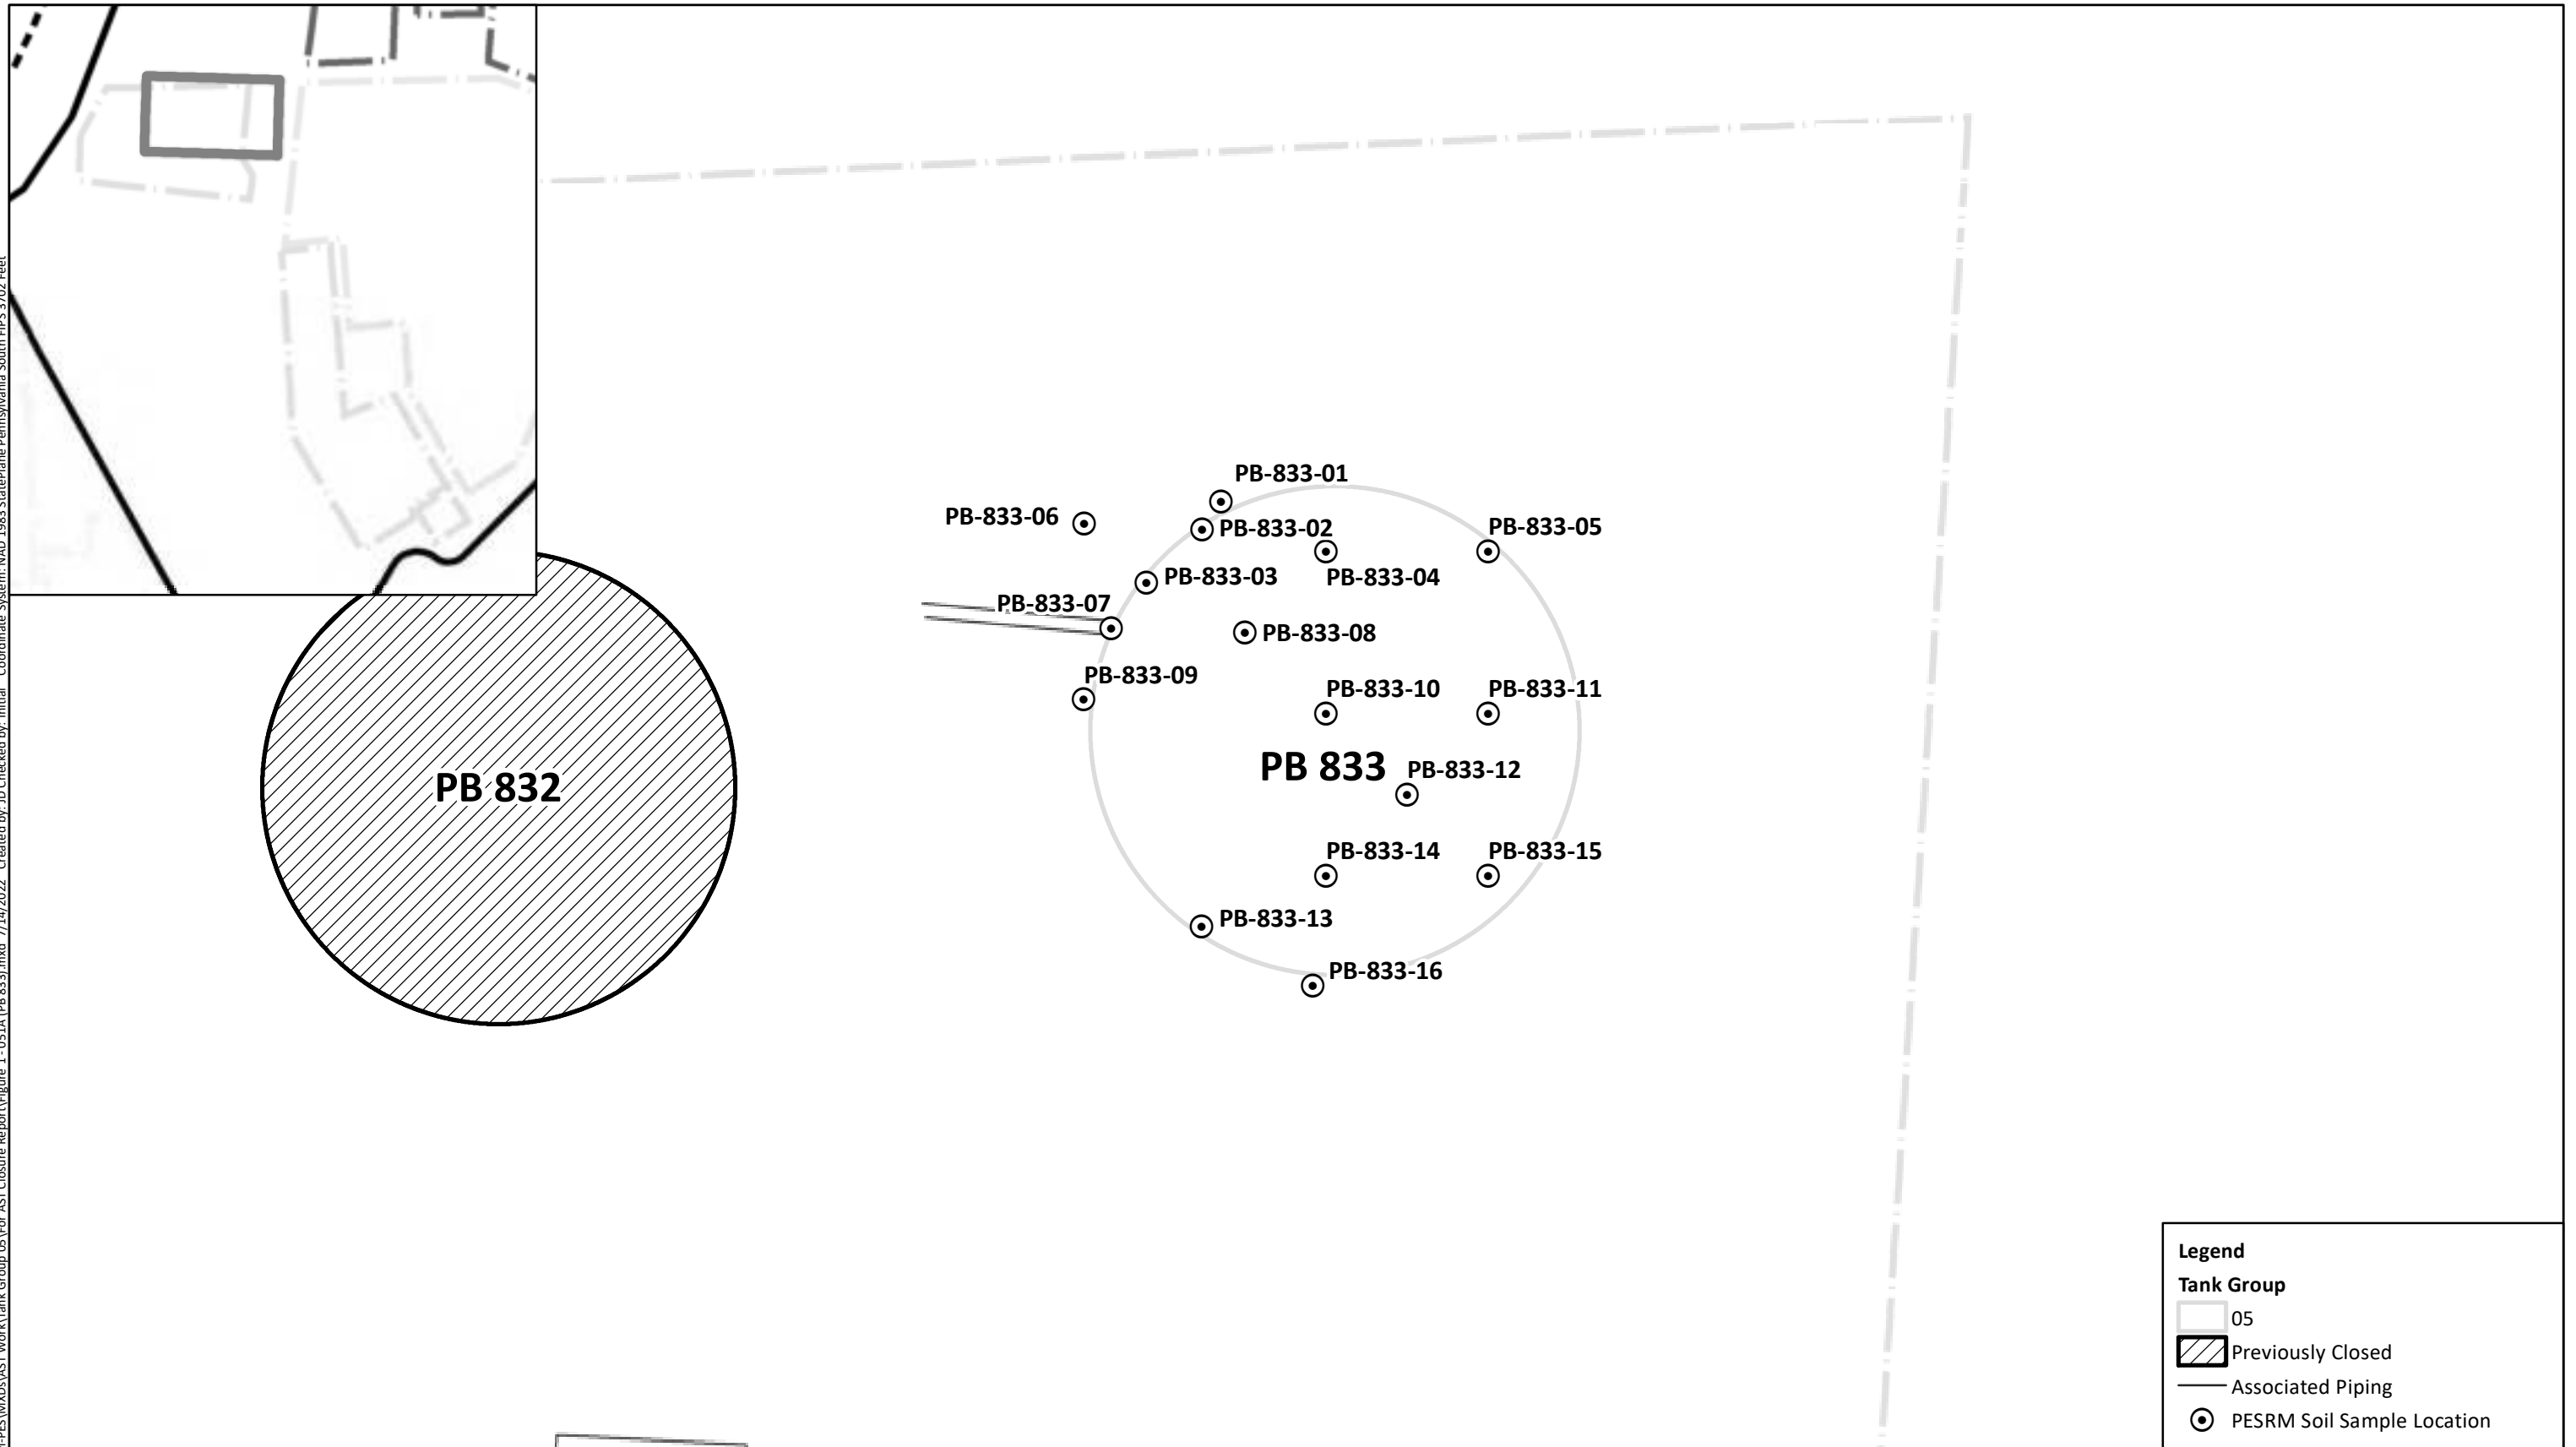 PB-833-01
PB-833-06
PB-833-02
PB-833-05
PB-833-04
PB-833-03
PB-833-07
PB-833-08
PB-833-09
PB-833-10
PB-833-11
PB 833
PB-833-12
PB 832
PB-833-14
PB-833-15
PB-833-13
PB-833-16
Legend
Tank Group
05
Previously Closed
Associated Piping
PESRM Soil Sample Location